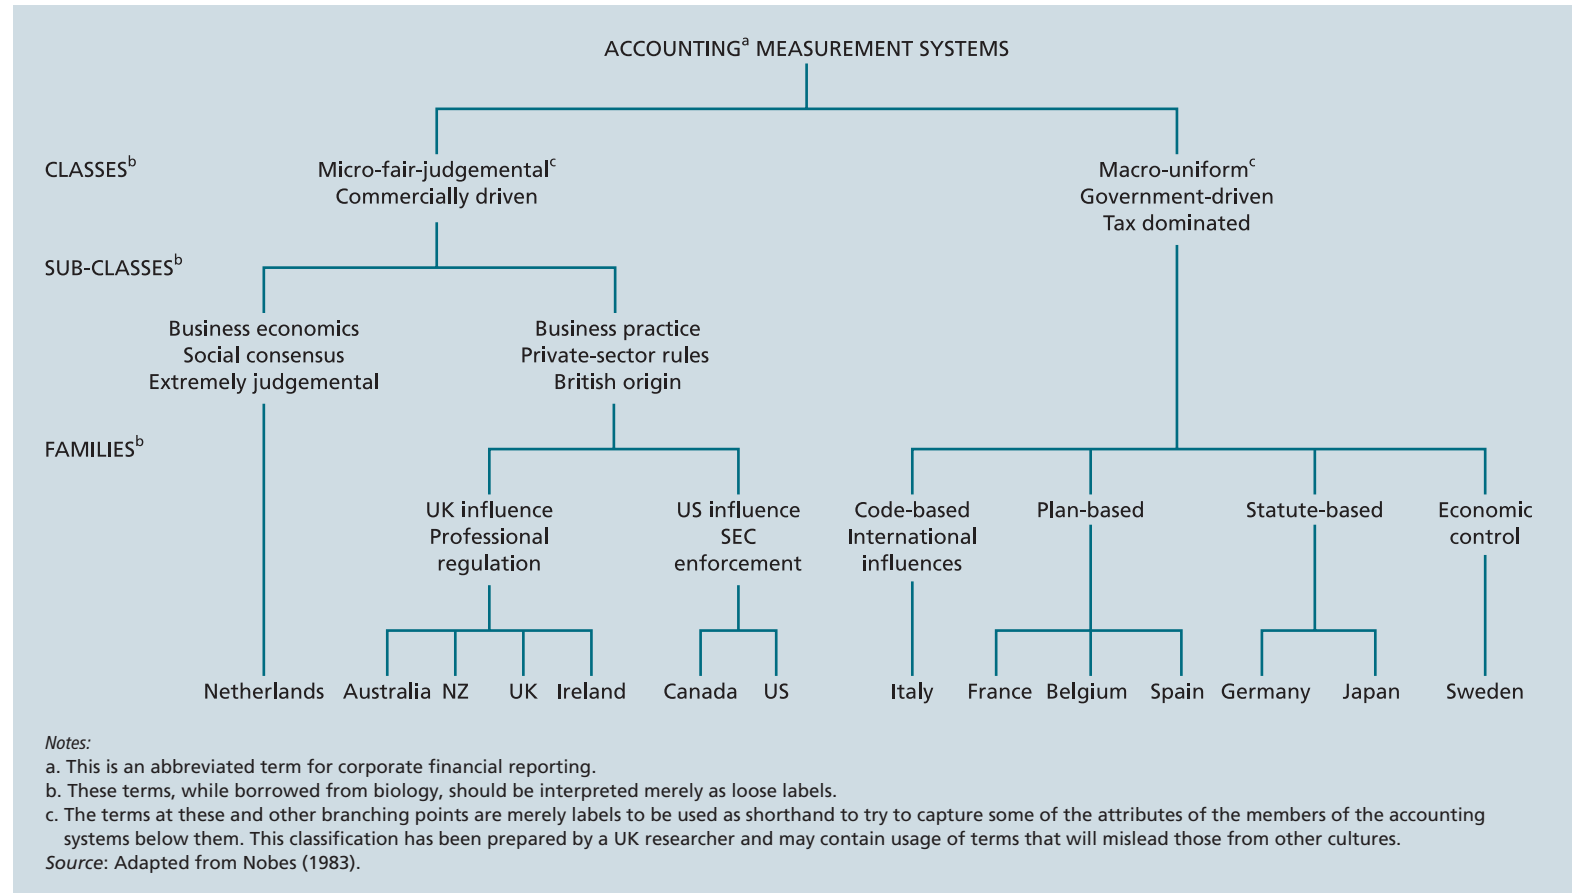 ACCOUNTINGa MEASUREMENT SYSTEMS
CLASSESb
Micro-fair-judgementalc
Commercially driven
Macro-uniformc
Government-driven
Tax dominated
SUB-CLASSESb
Business economics
Social consensus
Extremely judgemental
Business practice
Private-sector rules
British origin
FAMILIESb
UK influence
Professional
regulation
US influence
SEC
enforcement
Code-based
International
influences
Plan-based
Statute-based
Economic
control
Netherlands
Australia
NZ
UK
Ireland
Canada
US
Italy
France
Belgium
Spain
Germany
Japan
Sweden
Notes:
a. This is an abbreviated term for corporate financial reporting.
b. These terms, while borrowed from biology, should be interpreted merely as loose labels.
c. The terms at these and other branching points are merely labels to be used as shorthand to try to capture some of the attributes of the members of the accounting
systems below them. This classification has been prepared by a UK researcher and may contain usage of terms that will mislead those from other cultures.
Source: Adapted from Nobes (1983).